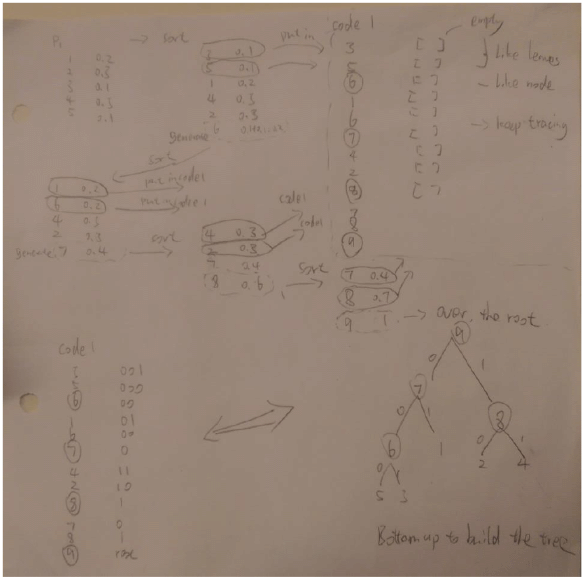 Pi → sort
1 0.2
2 0.3
3 0.1
4 0.3
5 0.1
3 0.1
5 0.1
1 0.2
4 0.3
2 0.3
generate 6
put in
code 1
3 [ ]
5 [ ]
6 [ ]
1 [ ]
6 [ ]
7 [ ]
4 [ ]
2 [ ]
8 [ ]
7
8
9
empty
Like leaves
Like node
→ keep tracing
sort
1 0.2 put in code 1
6 0.2 put in code 1
4 0.3
2 0.3
generate 7 0.4
sort
4 0.3 code 1
2 0.3 code 1
7 0.4
8 0.6
sort
7 0.4
8 0.7
9 1 → over, the root
code 1
3 001
5 000
6 00
1 01
6 00
7 0
4 11
2 10
8 1
7 0
8 1
9 root
9
0 1
7 8
0 1 0 1
6 1 2 4
0 1
5 3
Bottom up to build the tree